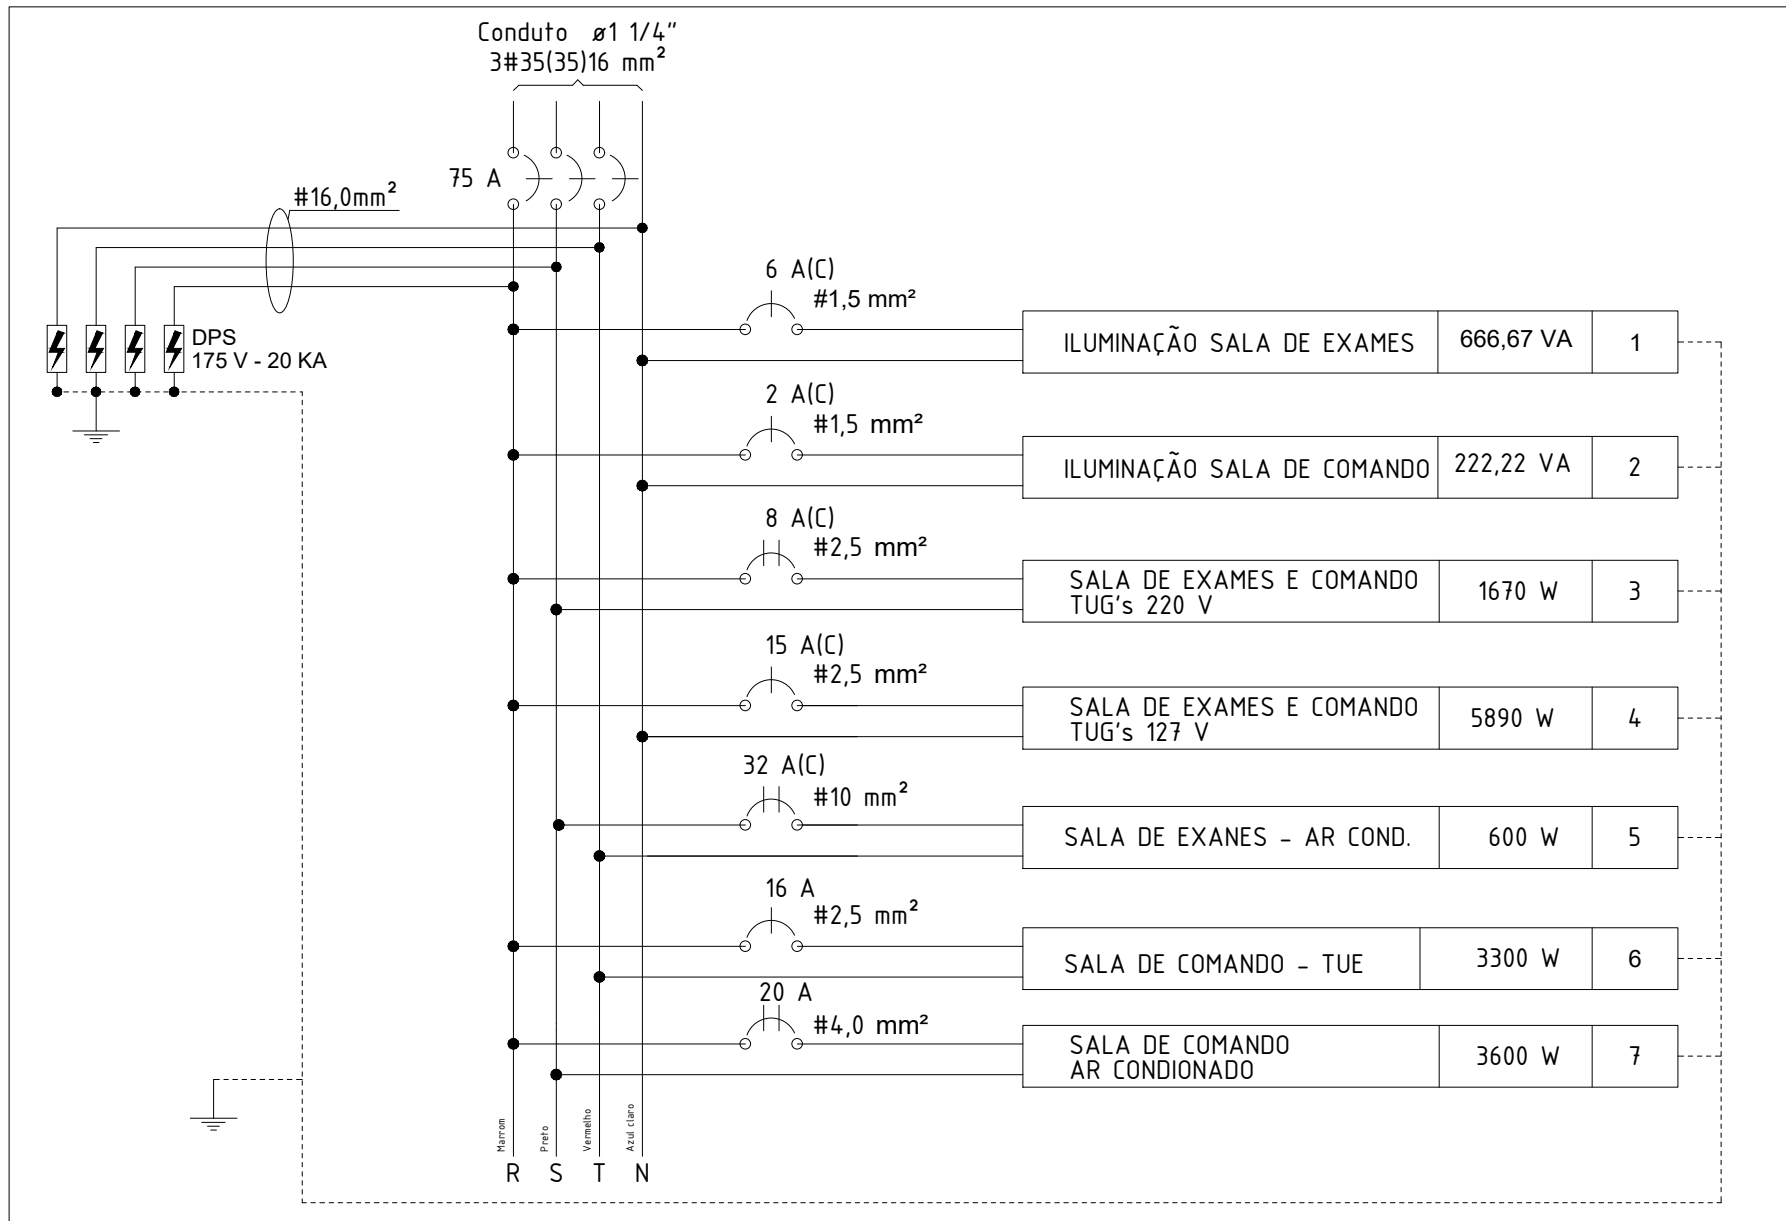 Conduto ø1 1/4"
3#35(35)16 mm²
75 A
#16,0mm²
DPS
175 V - 20 KA
6 A(C)
#1,5 mm²
ILUMINAÇÃO SALA DE EXAMES 666,67 VA 1
2 A(C)
#1,5 mm²
ILUMINAÇÃO SALA DE COMANDO 222,22 VA 2
8 A(C)
#2,5 mm²
SALA DE EXAMES E COMANDO
TUG's 220 V
1670 W 3
15 A(C)
#2,5 mm²
SALA DE EXAMES E COMANDO
TUG's 127 V
5890 W 4
32 A(C)
#10 mm²
SALA DE EXANES - AR COND. 600 W 5
16 A
#2,5 mm²
SALA DE COMANDO - TUE 3300 W 6
20 A
#4,0 mm²
SALA DE COMANDO
AR CONDIONADO
3600 W 7
Marrom
Preto
Vermelho
Azul claro
R S T N